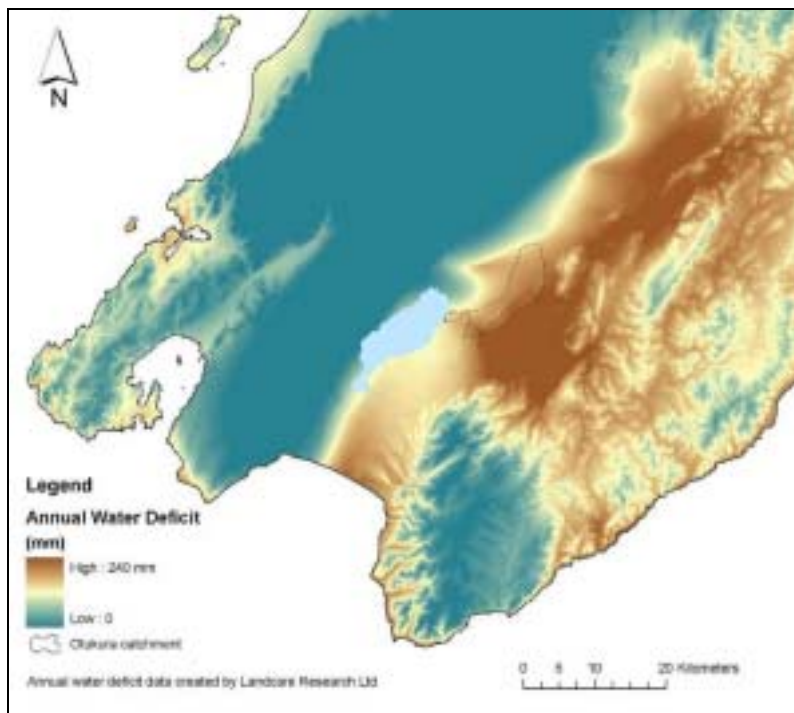 N
Legend
Annual Water Deficit
(mm)
High : 240 mm
Low : 0
Otukura catchment
Annual water deficit data created by Landcare Research Ltd
0 5 10 20 Kilometers